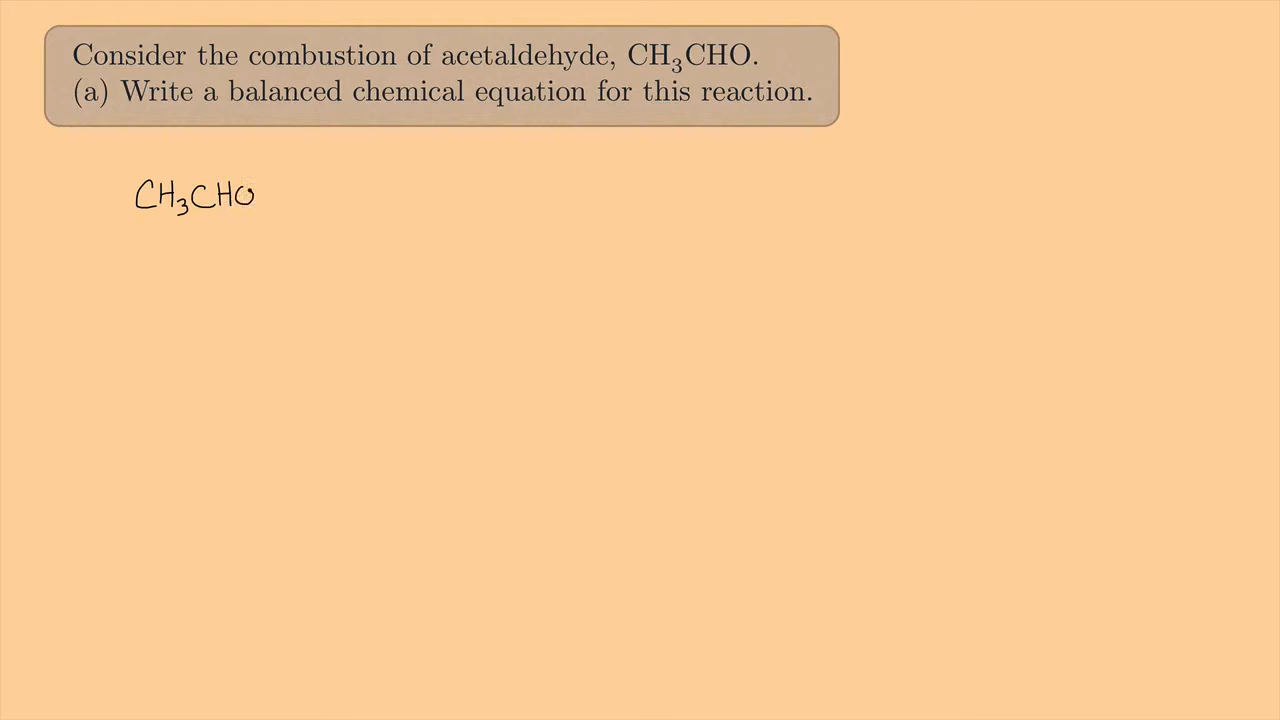 Consider the combustion of acetaldehyde, CH₃CHO.
(a) Write a balanced chemical equation for this reaction.
CH₃CHO